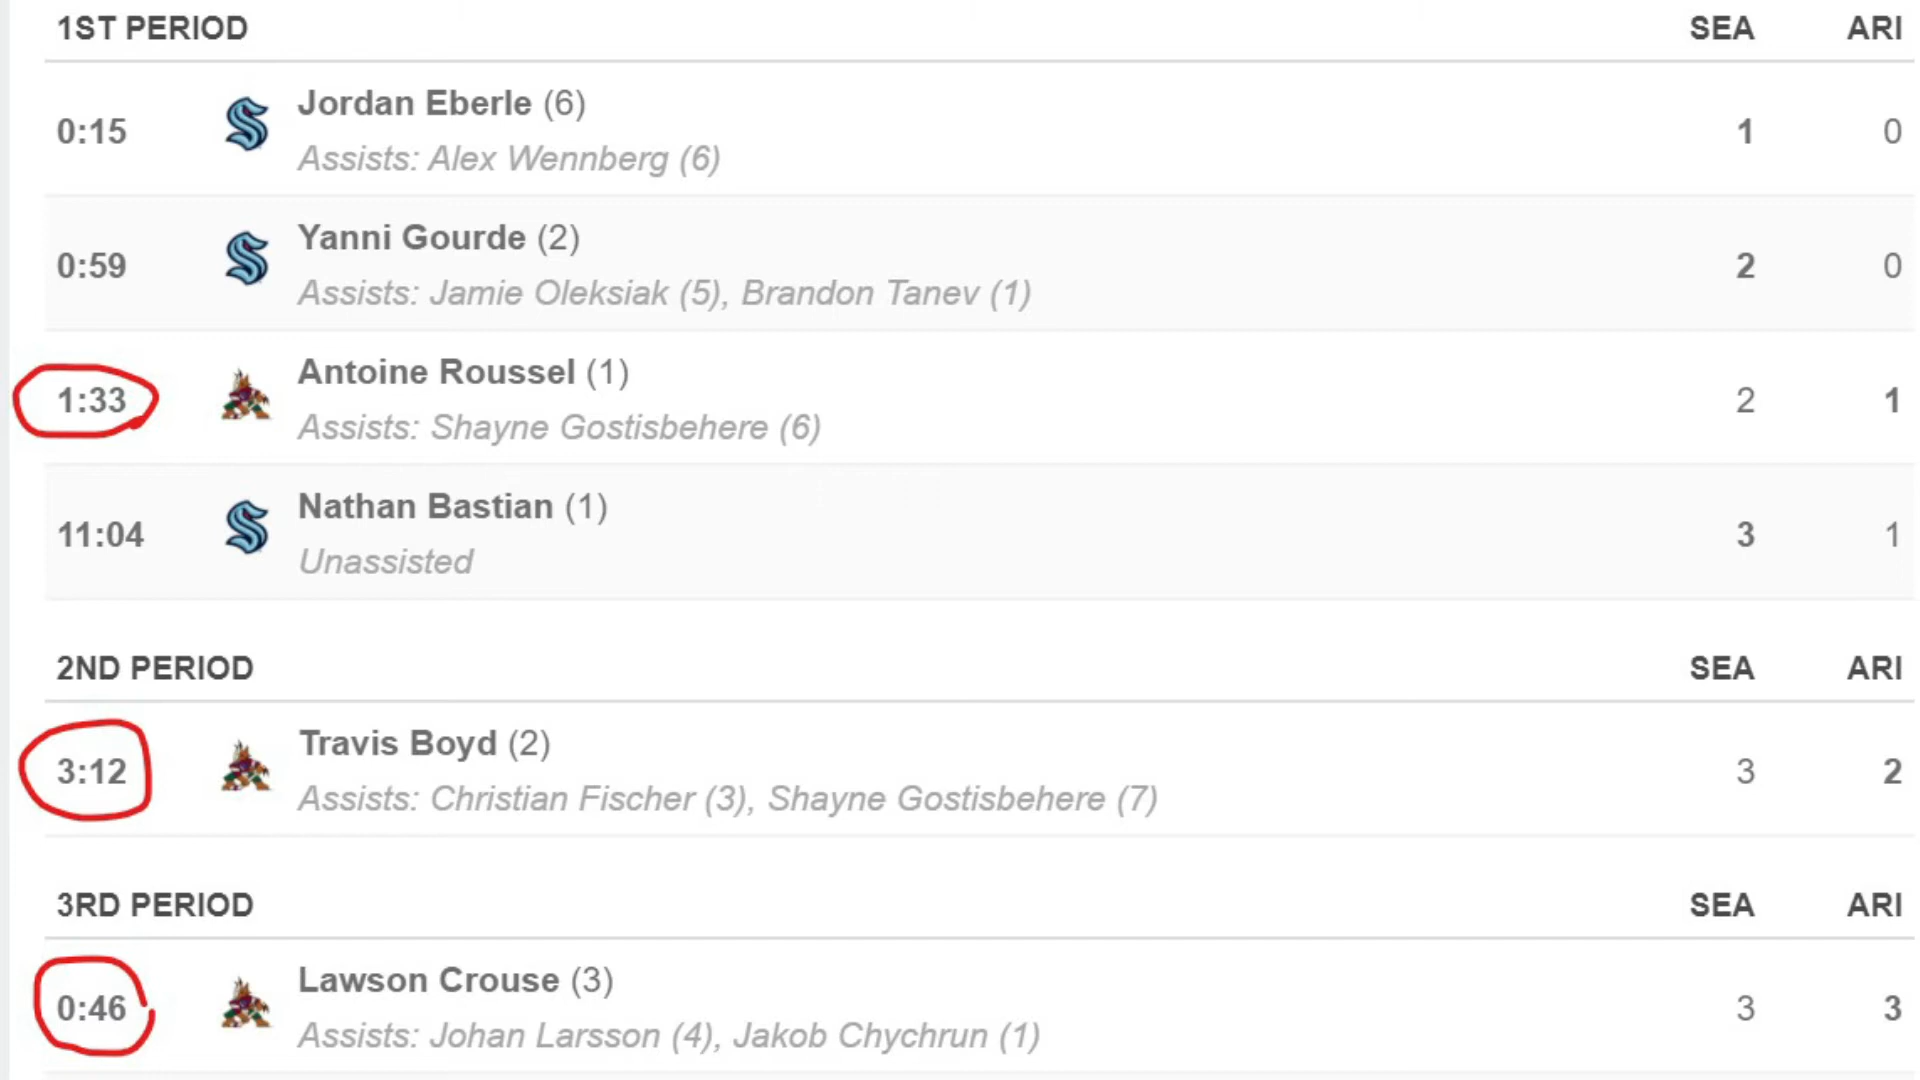 1ST PERIOD SEA ARI
0:15 Jordan Eberle (6) 1 0
Assists: Alex Wennberg (6)
0:59 Yanni Gourde (2) 2 0
Assists: Jamie Oleksiak (5), Brandon Tanev (1)
1:33 Antoine Roussel (1) 2 1
Assists: Shayne Gostisbehere (6)
11:04 Nathan Bastian (1) 3 1
Unassisted
2ND PERIOD SEA ARI
3:12 Travis Boyd (2) 3 2
Assists: Christian Fischer (3), Shayne Gostisbehere (7)
3RD PERIOD SEA ARI
0:46 Lawson Crouse (3) 3 3
Assists: Johan Larsson (4), Jakob Chychrun (1)